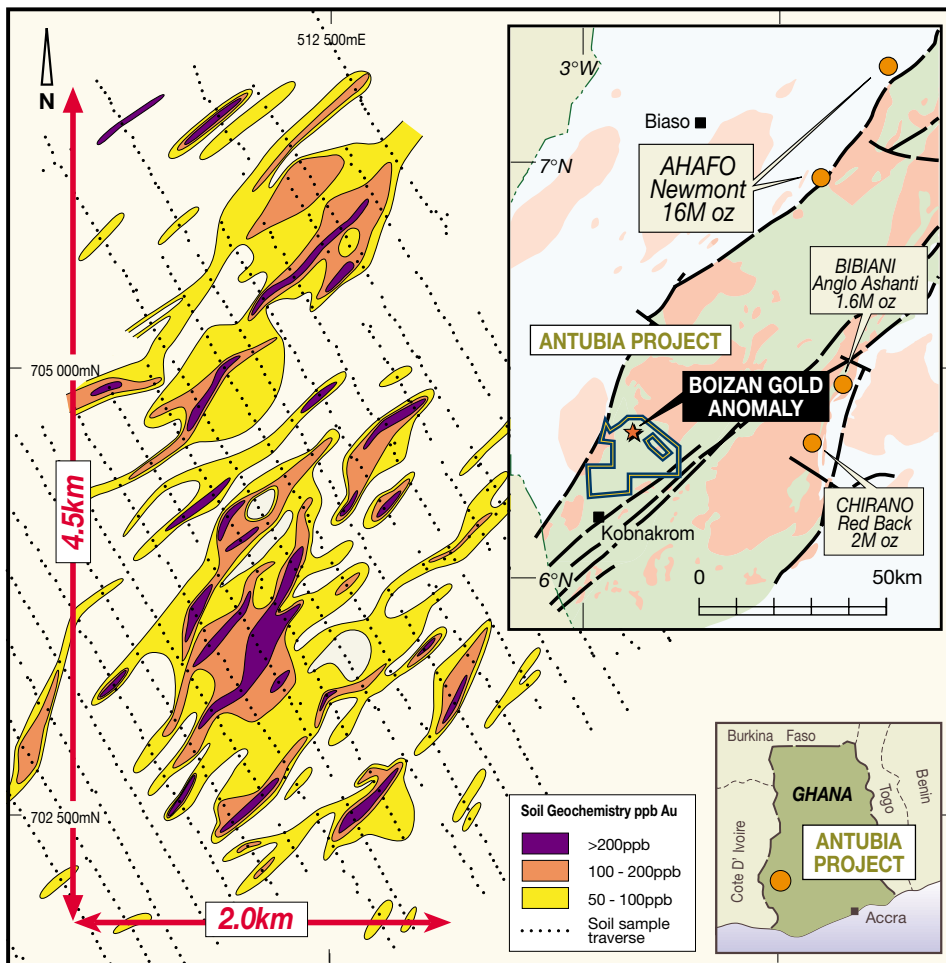 512 500mE
N
705 000mN
4.5km
702 500mN
2.0km
3°W
Biaso
7°N
AHAFO
Newmont
16M oz
BIBIANI
Anglo Ashanti
1.6M oz
ANTUBIA PROJECT
BOIZAN GOLD
ANOMALY
CHIRANO
Red Back
2M oz
Kobnakrom
6°N
0
50km
Soil Geochemistry ppb Au
>200ppb
100 - 200ppb
50 - 100ppb
Soil sample
traverse
Burkina Faso
Benin
Togo
GHANA
Cote D' Ivoire
ANTUBIA
PROJECT
Accra